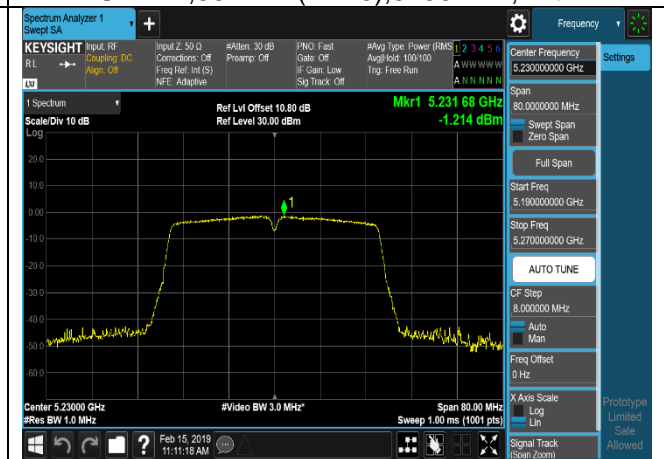 Spectrum Analyzer 1
Swept SA
+
Frequency
KEYSIGHT
RL
LXI
Input: RF
Coupling: DC
Align: Off
Input Z: 50 Ω
Corrections: Off
Freq Ref: Int (S)
NFE: Adaptive
#Atten: 30 dB
Preamp: Off
PNO: Fast
Gate: Off
IF Gain: Low
Sig Track: Off
#Avg Type: Power (RMS
Avg|Hold: 100/100
Trig: Free Run
1 2 3 4 5 6
A W W W W W
A N N N N N
1 Spectrum
Scale/Div 10 dB
Log
Ref Lvl Offset 10.80 dB
Ref Level 30.00 dBm
Mkr1 5.231 68 GHz
-1.214 dBm
20.0
10.0
0.00
-10.0
-20.0
-30.0
-40.0
-50.0
-60.0
1
Center 5.23000 GHz
#Res BW 1.0 MHz
#Video BW 3.0 MHz*
Span 80.00 MHz
Sweep 1.00 ms (1001 pts)
Feb 15, 2019
11:11:18 AM
?
Center Frequency
5.230000000 GHz
Span
80.0000000 MHz
Swept Span
Zero Span
Full Span
Start Freq
5.190000000 GHz
Stop Freq
5.270000000 GHz
AUTO TUNE
CF Step
8.000000 MHz
Auto
Man
Freq Offset
0 Hz
X Axis Scale
Log
Lin
Signal Track
(Span Zoom)
Settings
Prototype
Limited
Sale
Allowed